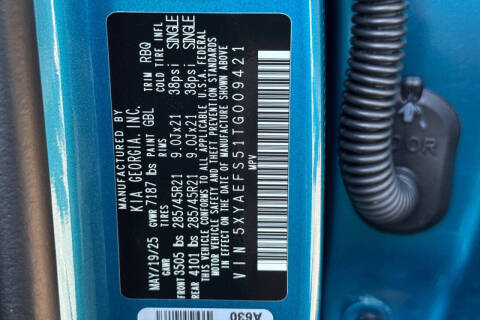 MANUFACTURED BY
KIA GEORGIA, INC.
MAY/19/25 GVWR 7187 lbs PAINT GBL TRIM RBQ
GAWR TIRES RIMS COLD TIRE INFL
FRONT 3505 lbs 285/45R21 9.0Jx21 38psi SINGLE
REAR 4101 lbs 285/45R21 9.0Jx21 38psi SINGLE
THIS VEHICLE CONFORMS TO ALL APPLICABLE U.S.A. FEDERAL
MOTOR VEHICLE SAFETY AND THEFT PREVENTION STANDARDS
IN EFFECT ON THE DATE OF MANUFACTURE SHOWN ABOVE
MPV
VIN 5XYAEFS51TG009421
A630